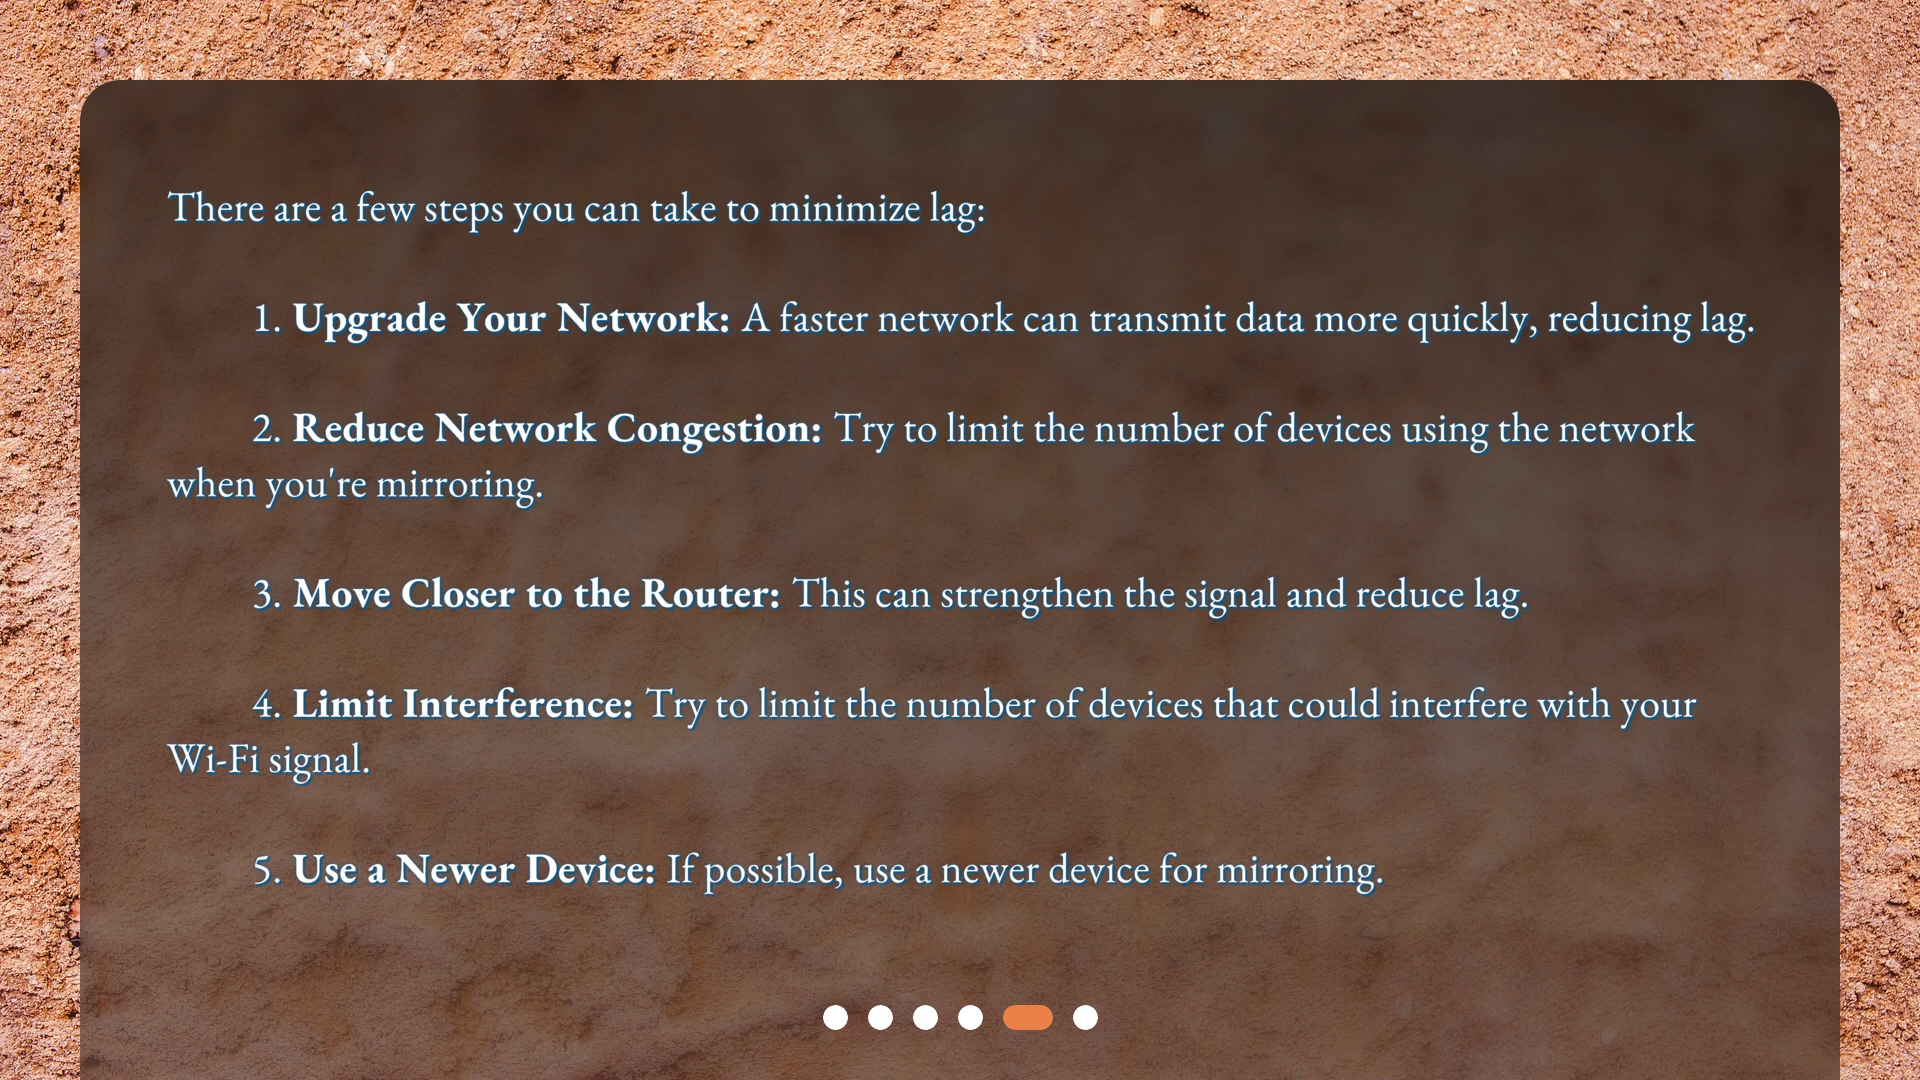 There are a few steps you can take to minimize lag:
1. Upgrade Your Network: A faster network can transmit data more quickly, reducing lag.
2. Reduce Network Congestion: Try to limit the number of devices using the network
when you're mirroring.
3. Move Closer to the Router: This can strengthen the signal and reduce lag.
4. Limit Interference: Try to limit the number of devices that could interfere with your
Wi-Fi signal.
5. Use a Newer Device: If possible, use a newer device for mirroring.